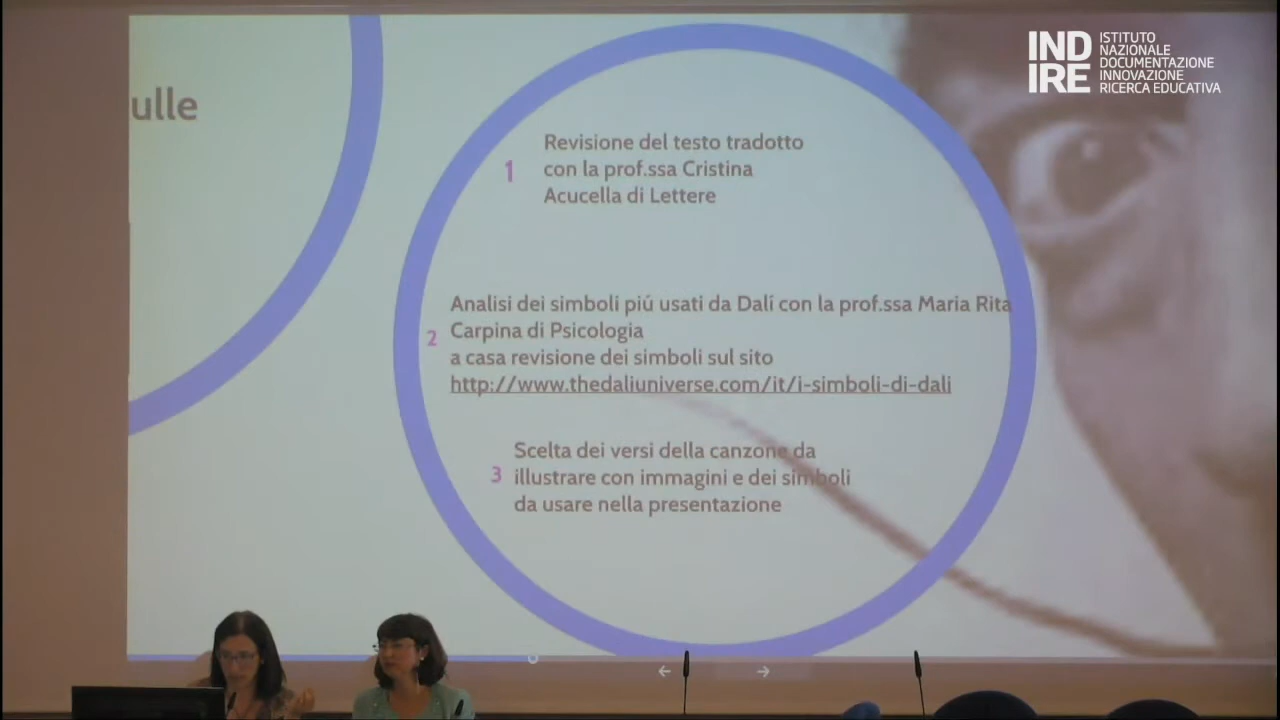 IND
IRE
ISTITUTO
NAZIONALE
DOCUMENTAZIONE
INNOVAZIONE
RICERCA EDUCATIVA
ulle
1
Revisione del testo tradotto
con la prof.ssa Cristina
Acucella di Lettere
2
Analisi dei simboli piú usati da Dalí con la prof.ssa Maria Rita
Carpina di Psicologia
a casa revisione dei simboli sul sito
http://www.thedaliuniverse.com/it/i-simboli-di-dali
3
Scelta dei versi della canzone da
illustrare con immagini e dei simboli
da usare nella presentazione